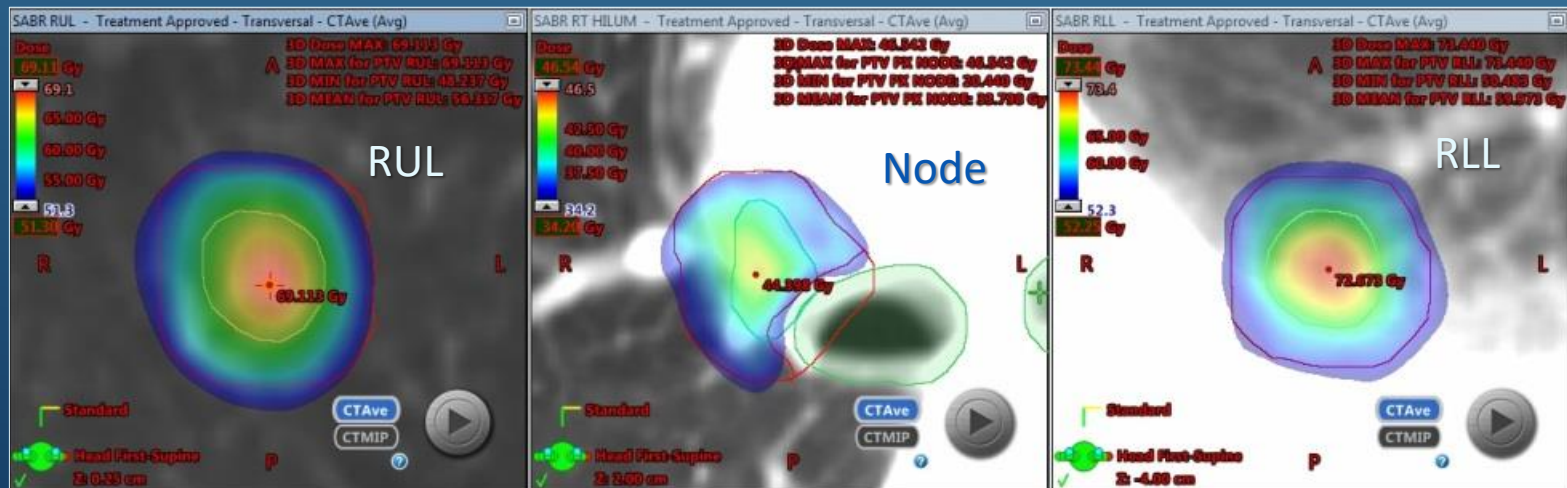 SABR RUL - Treatment Approved - Transversal - CTAve (Avg)
Dose
69.11 Gy
69.1
65.00 Gy
60.00 Gy
55.00 Gy
51.3
51.30 Gy
3D Dose MAX: 69.113 Gy
3D MAX for PTV RUL: 69.113 Gy
3D MIN for PTV RUL: 48.237 Gy
3D MEAN for PTV RUL: 56.117 Gy
A
RUL
R
L
69.113 Gy
Standard
CTAve
CTMIP
Head First-Supine
P
Z: 0.25 cm
SABR RT HILUM - Treatment Approved - Transversal - CTAve (Avg)
Dose
46.54 Gy
46.5
42.50 Gy
40.00 Gy
37.50 Gy
34.2
34.20 Gy
3D Dose MAX: 46.542 Gy
3D MAX for PTV PX NODE: 46.542 Gy
3D MIN for PTV PX NODE: 20.440 Gy
3D MEAN for PTV PX NODE: 33.798 Gy
Node
R
L
44.398 Gy
Standard
CTAve
CTMIP
Head First-Supine
P
Z: 2.00 cm
SABR RLL - Treatment Approved - Transversal - CTAve (Avg)
Dose
73.44 Gy
73.4
65.00 Gy
60.00 Gy
52.3
52.25 Gy
3D Dose MAX: 73.440 Gy
3D MAX for PTV RLL: 73.440 Gy
3D MIN for PTV RLL: 50.493 Gy
3D MEAN for PTV RLL: 59.973 Gy
A
RLL
R
L
72.673 Gy
Standard
CTAve
CTMIP
Head First-Supine
P
Z: -4.00 cm